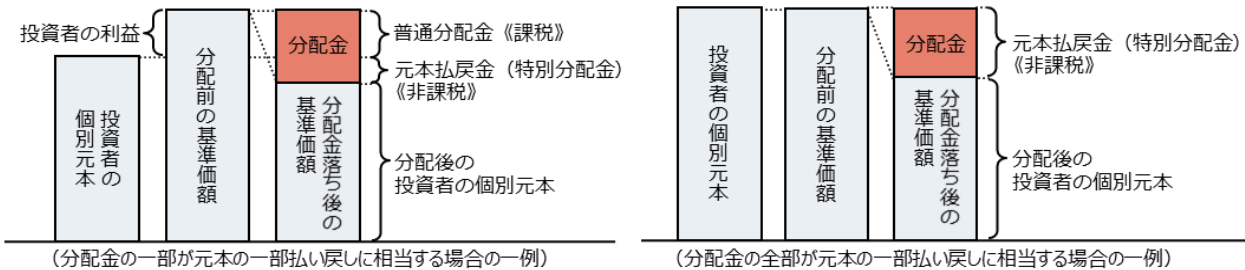 投資者の利益
投資者の
個別元本
分配前の基準価額
分配金
分配金落ち後の
基準価額
普通分配金《課税》
元本払戻金（特別分配金）
《非課税》
分配後の
投資者の個別元本
（分配金の一部が元本の一部払い戻しに相当する場合の一例）
投資者の個別元本
分配前の基準価額
分配金
分配金落ち後の
基準価額
元本払戻金（特別分配金）
《非課税》
分配後の
投資者の個別元本
（分配金の全部が元本の一部払い戻しに相当する場合の一例）